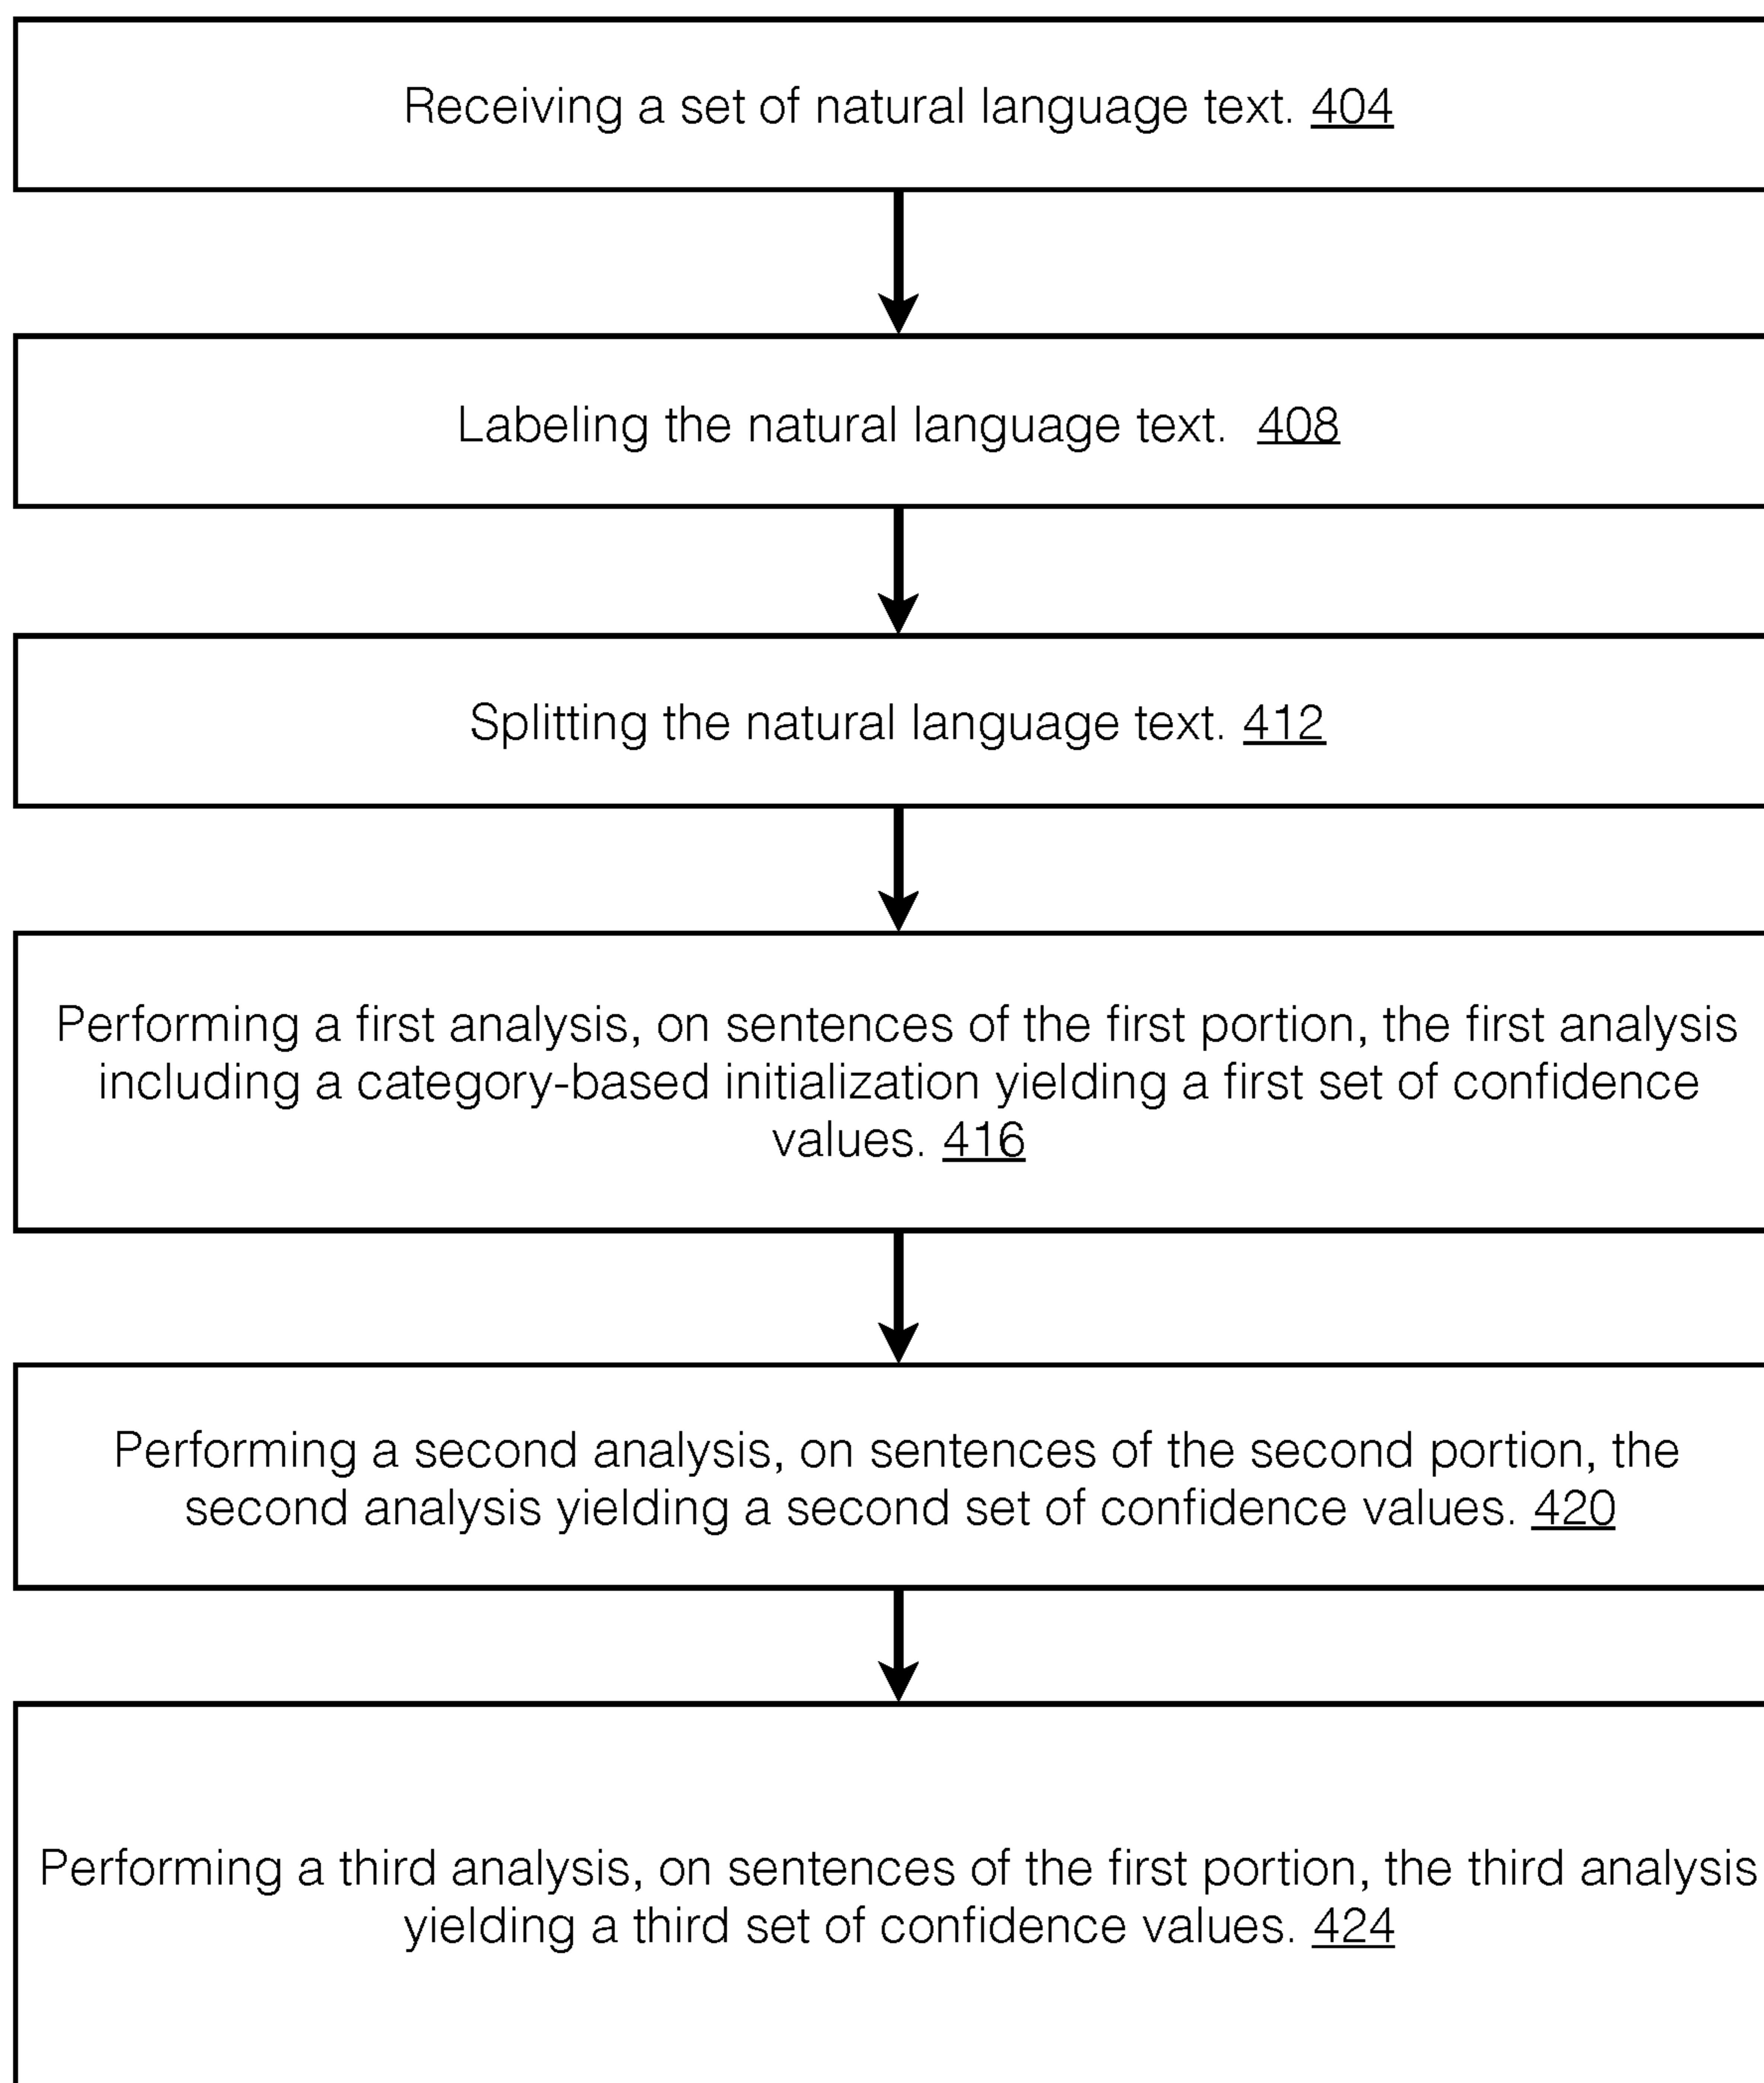 Receiving a set of natural language text. 404
Labeling the natural language text. 408
Splitting the natural language text. 412
Performing a first analysis, on sentences of the first portion, the first analysis
including a category-based initialization yielding a first set of confidence
values. 416
Performing a second analysis, on sentences of the second portion, the
second analysis yielding a second set of confidence values. 420
Performing a third analysis, on sentences of the first portion, the third analysis
yielding a third set of confidence values. 424